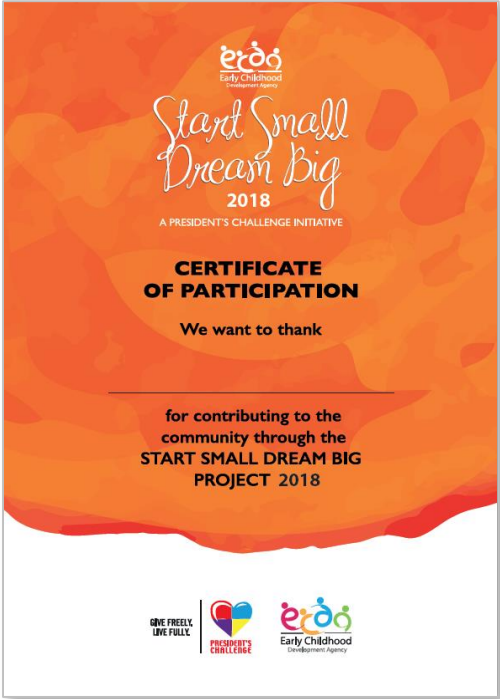 ecda
Early Childhood
Development Agency
Start Small
Dream Big
2018
A PRESIDENT'S CHALLENGE INITIATIVE
CERTIFICATE
OF PARTICIPATION
We want to thank
for contributing to the
community through the
START SMALL DREAM BIG
PROJECT 2018
GIVE FREELY.
LIVE FULLY.
PRESIDENT'S
CHALLENGE
ecda
Early Childhood
Development Agency